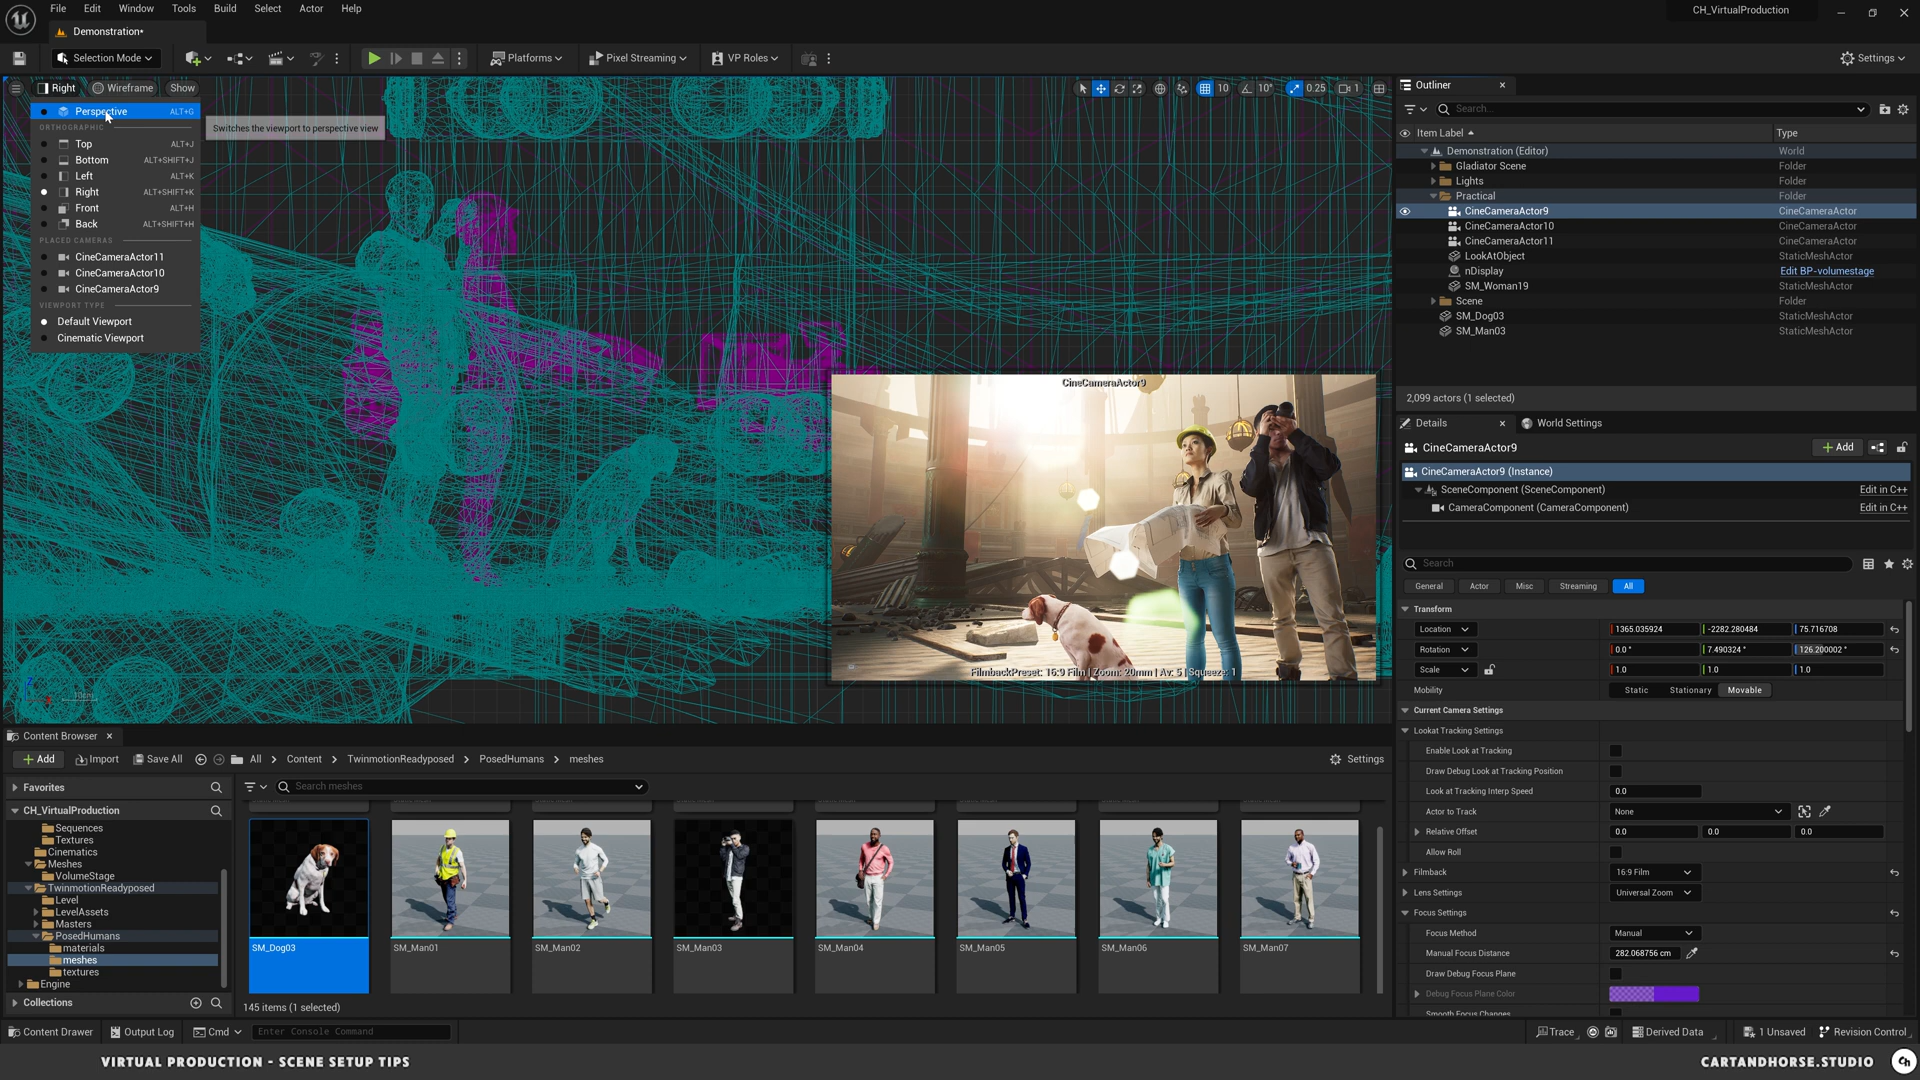 File Edit Window Tools Build Select Actor Help
CH_VirtualProduction
Demonstration*
Selection Mode
Platforms
Pixel Streaming
VP Roles
Settings
Right
Wireframe
Show
10
10°
0.25
1
Perspective ALT+G
Switches the viewport to perspective view
ORTHOGRAPHIC
Top ALT+J
Bottom ALT+SHIFT+J
Left ALT+K
Right ALT+SHIFT+K
Front ALT+H
Back ALT+SHIFT+H
PLACED CAMERAS
CineCameraActor11
CineCameraActor10
CineCameraActor9
VIEWPORT TYPE
Default Viewport
Cinematic Viewport
10cm
CineCameraActor9
FilmbackPreset: 16:9 Film | Zoom: 20mm | Av: 5 | Squeeze: 1
Outliner
Search...
Item Label Type
Demonstration (Editor) World
Gladiator Scene Folder
Lights Folder
Practical Folder
CineCameraActor9 CineCameraActor
CineCameraActor10 CineCameraActor
CineCameraActor11 CineCameraActor
LookAtObject StaticMeshActor
nDisplay Edit BP-volumestage
SM_Woman19 StaticMeshActor
Scene Folder
SM_Dog03 StaticMeshActor
SM_Man03 StaticMeshActor
2,099 actors (1 selected)
Details
World Settings
CineCameraActor9
Add
CineCameraActor9 (Instance)
SceneComponent (SceneComponent) Edit in C++
CameraComponent (CameraComponent) Edit in C++
Search
General Actor Misc Streaming All
Transform
Location 1365.035924 -2282.280484 75.716708
Rotation 0.0 ° 7.490324 ° 126.200002 °
Scale 1.0 1.0 1.0
Mobility Static Stationary Movable
Current Camera Settings
Lookat Tracking Settings
Enable Look at Tracking
Draw Debug Look at Tracking Position
Look at Tracking Interp Speed 0.0
Actor to Track None
Relative Offset 0.0 0.0 0.0
Allow Roll
Filmback 16:9 Film
Lens Settings Universal Zoom
Focus Settings
Focus Method Manual
Manual Focus Distance 282.068756 cm
Draw Debug Focus Plane
Debug Focus Plane Color
Smooth Focus Changes
Content Browser
Add
Import
Save All
All > Content > TwinmotionReadyposed > PosedHumans > meshes
Settings
Favorites
CH_VirtualProduction
Sequences
Textures
Cinematics
Meshes
VolumeStage
TwinmotionReadyposed
Level
LevelAssets
Masters
PosedHumans
materials
meshes
textures
Engine
Collections
Search meshes
SM_Dog03 SM_Man01 SM_Man02 SM_Man03 SM_Man04 SM_Man05 SM_Man06 SM_Man07
145 items (1 selected)
Content Drawer
Output Log
Cmd
Enter Console Command
Trace
Derived Data
1 Unsaved
Revision Control
VIRTUAL PRODUCTION - SCENE SETUP TIPS
CARTANDHORSE.STUDIO